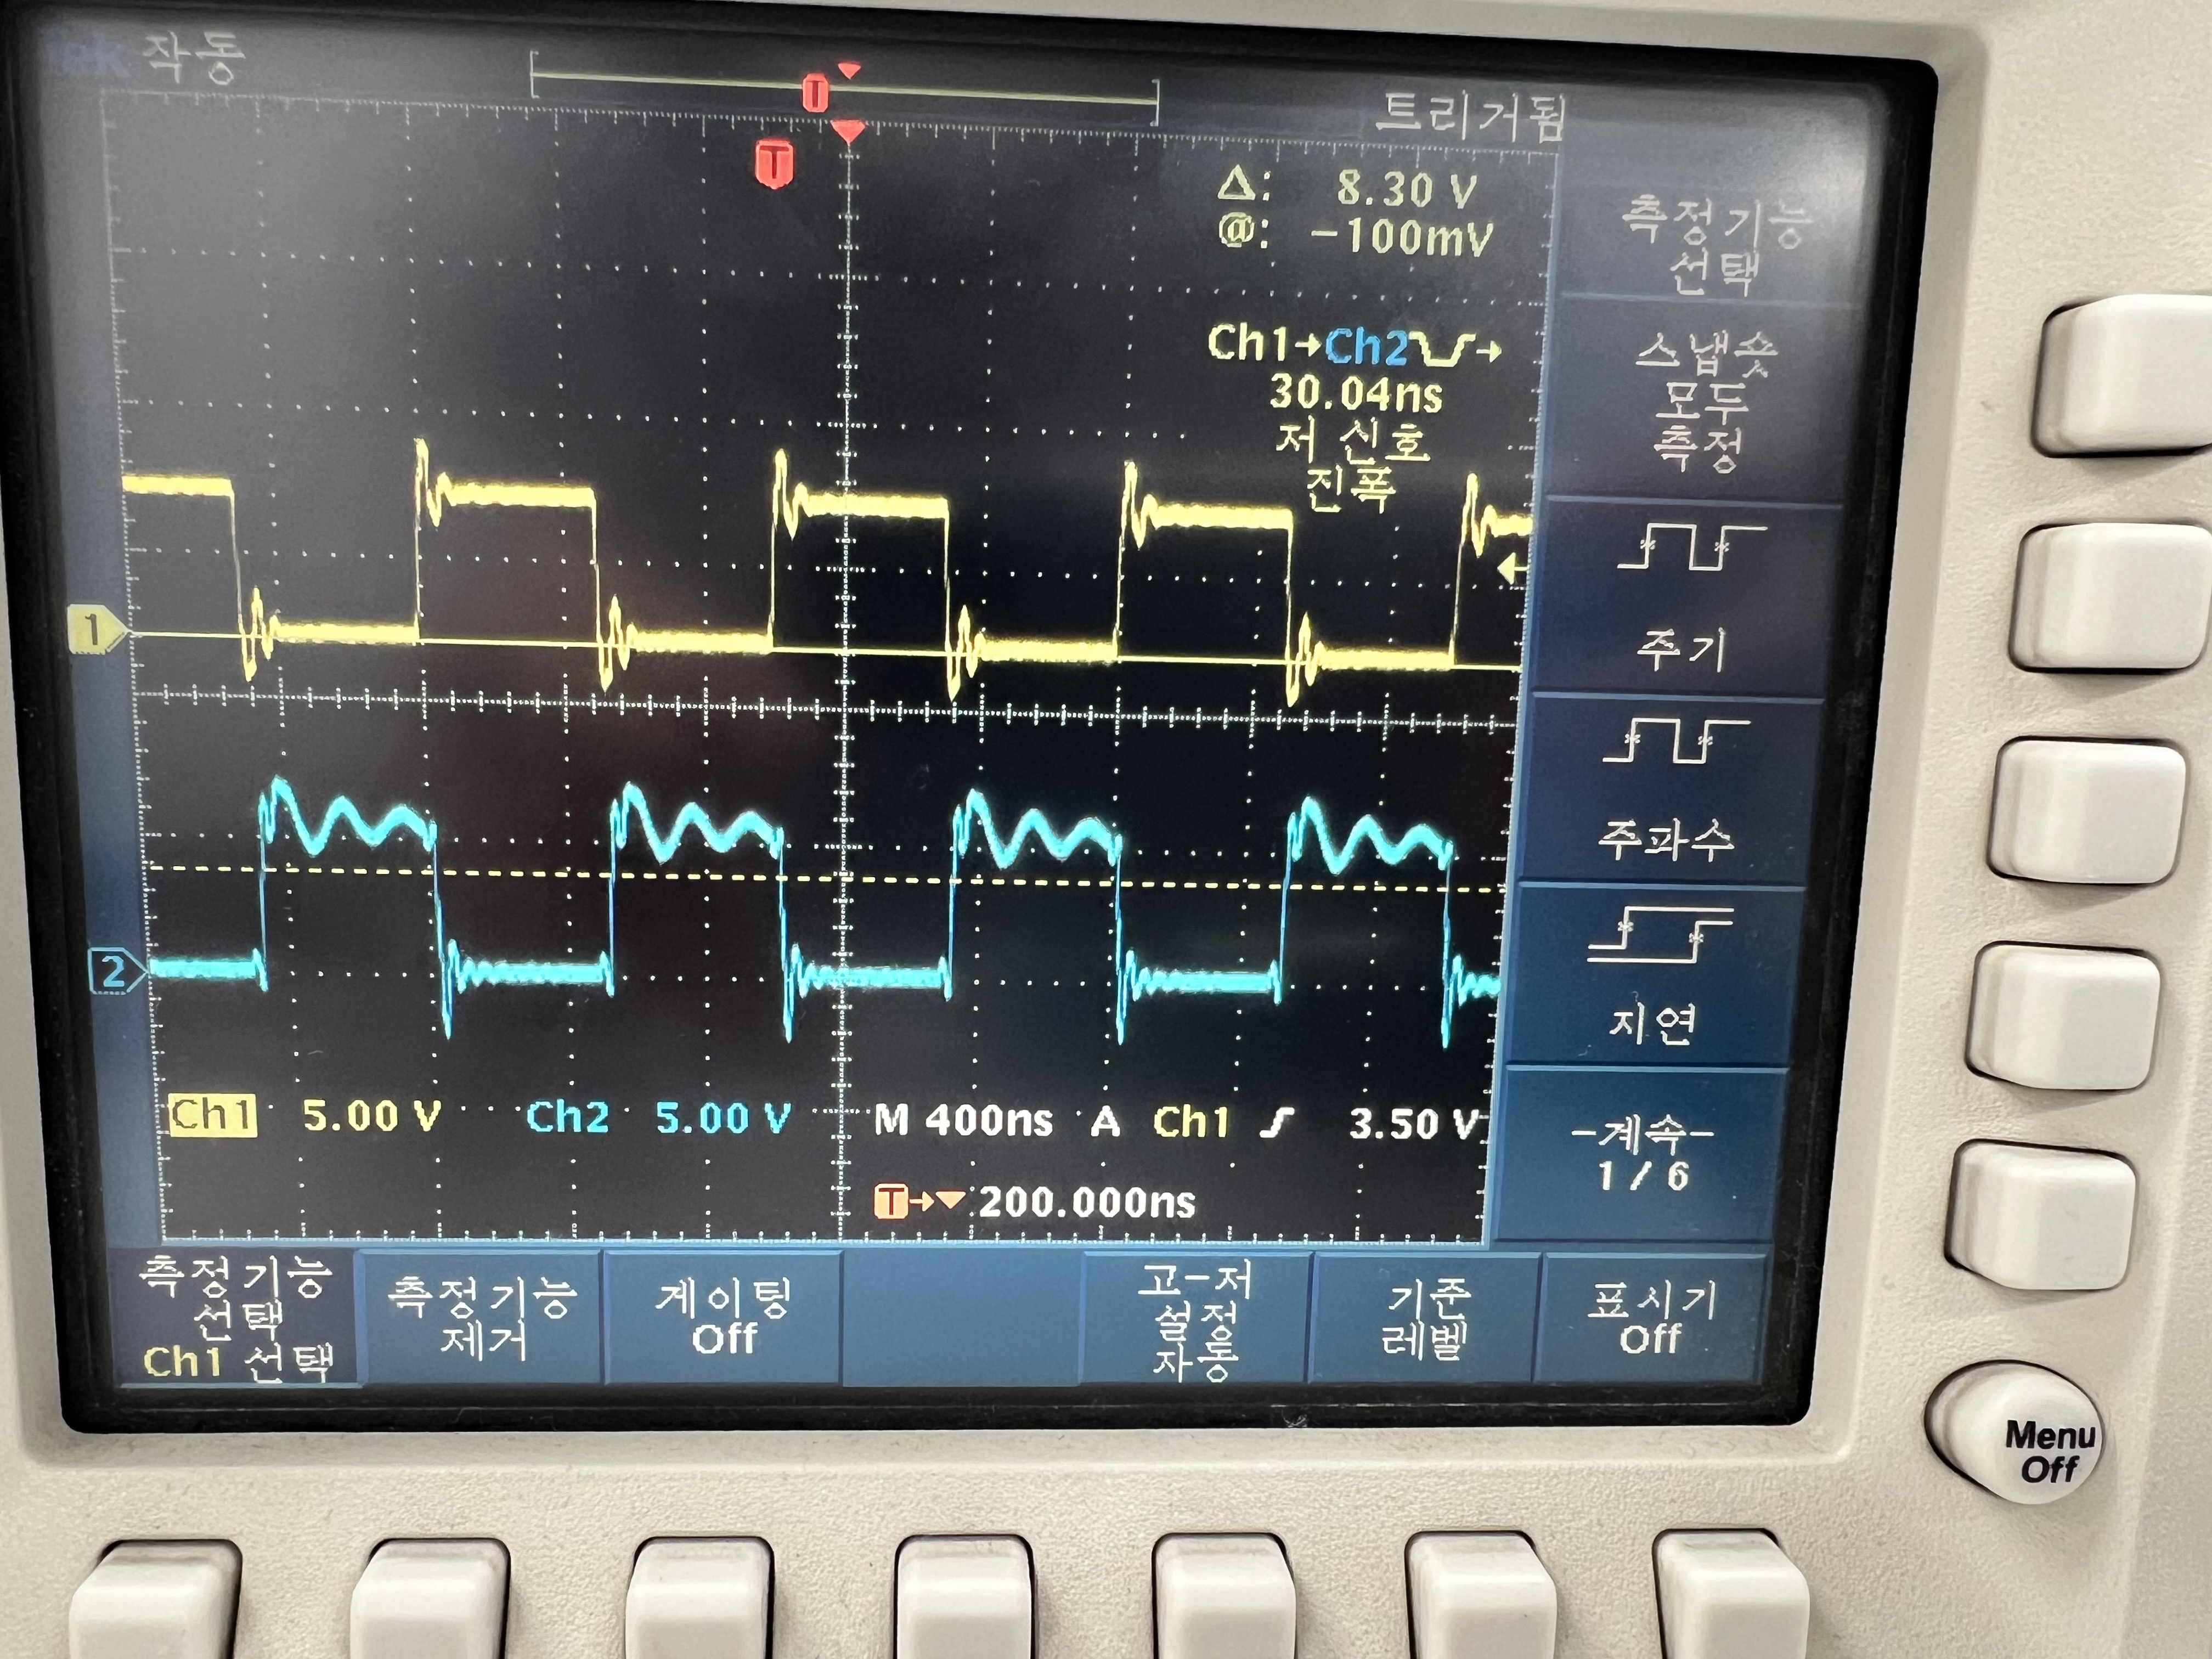 Tek 작동
트리거됨
T
T
Δ: 8.30 V
@: -100mV
Ch1→Ch2 →
30.04ns
저 신호
진폭
1
2
Ch1 5.00 V Ch2 5.00 V M 400ns A Ch1 3.50 V
T→ 200.000ns
측정기능
선택
스냅숏
모두
측정
주기
주파수
지연
-계속-
1 / 6
측정기능
선택
Ch1 선택
측정기능
제거
게이팅
Off
고-저
설정
자동
기준
레벨
표시기
Off
Menu
Off